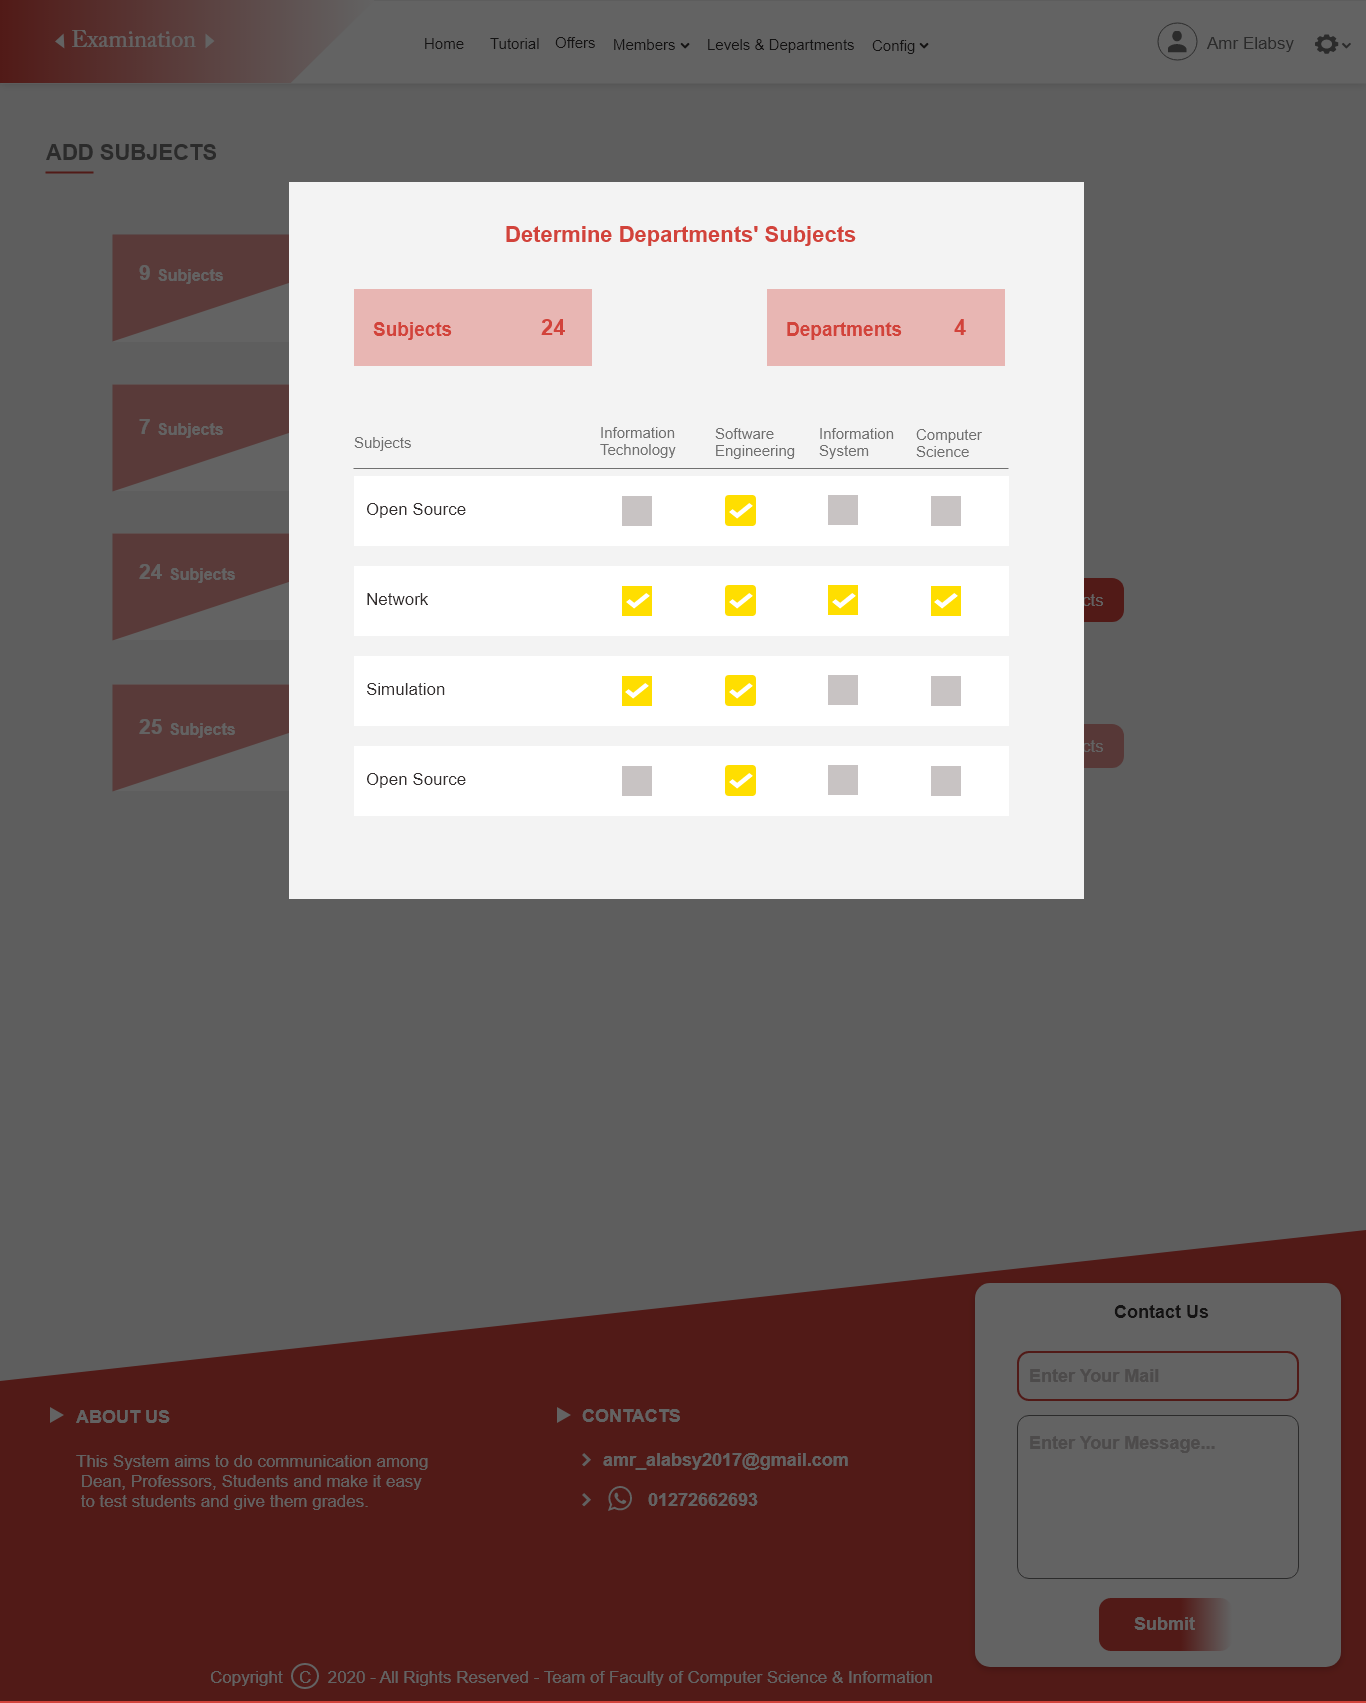 Examination
Home Tutorial Offers Members Levels & Departments Config
Amr Elabsy
ADD SUBJECTS
9 Subjects
7 Subjects
24 Subjects
25 Subjects
Determine Departments' Subjects
Subjects 24
Departments 4
Subjects
Information
Technology
Software
Engineering
Information
System
Computer
Science
Open Source
Network
Simulation
Open Source
cts
cts
ABOUT US
This System aims to do communication among
Dean, Professors, Students and make it easy
to test students and give them grades.
CONTACTS
amr_alabsy2017@gmail.com
01272662693
Contact Us
Enter Your Mail
Enter Your Message...
Submit
Copyright C 2020 - All Rights Reserved - Team of Faculty of Computer Science & Information